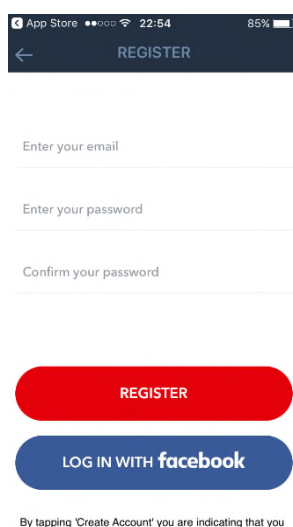 App Store 22:54 85%
REGISTER
Enter your email
Enter your password
Confirm your password
REGISTER
LOG IN WITH facebook
By tapping 'Create Account' you are indicating that you